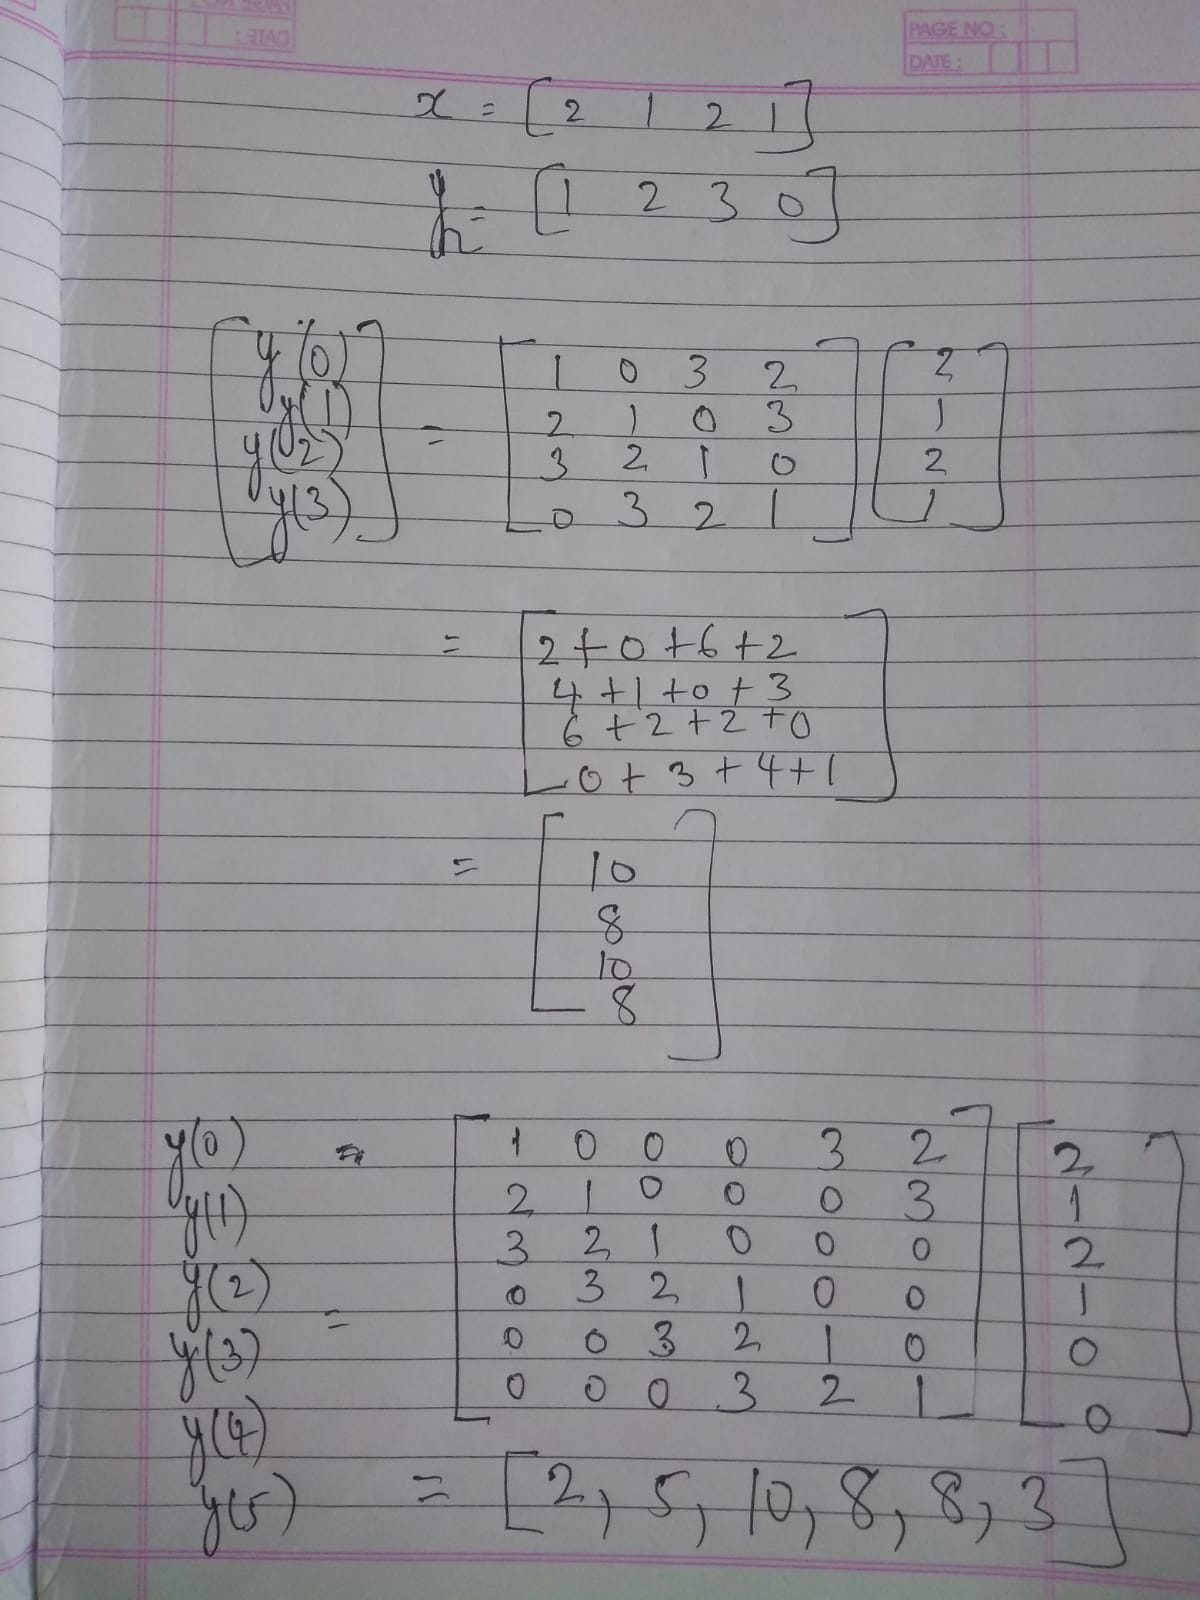 PAGE NO :
DATE :
x = [2 1 2 1]
y
h = [1 2 3 0]
[y(0) y(1) y(2) y(3)] = [1 0 3 2 [2
2 1 0 3 1
3 2 1 0 2
0 3 2 1] 1]
= [2 + 0 + 6 + 2
4 + 1 + 0 + 3
6 + 2 + 2 + 0
0 + 3 + 4 + 1]
= [10
8
10
8]
y(0) = [1 0 0 0 3 2 [2
y(1) 2 1 0 0 0 3 1
3 2 1 0 0 0 2
y(2) = 0 3 2 1 0 0 1
y(3) 0 0 3 2 1 0 0
0 0 0 3 2 1] 0]
y(4)
y(5) = [2, 5, 10, 8, 8, 3]